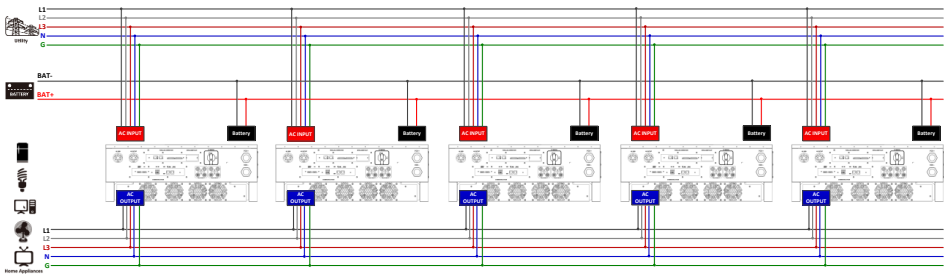 L1
L2
L3
N
G
Utility
BAT-
BATTERY
BAT+
AC INPUT
Battery
AC INPUT
Battery
AC INPUT
Battery
AC INPUT
Battery
AC INPUT
Battery
AC
OUTPUT
AC
OUTPUT
AC
OUTPUT
AC
OUTPUT
AC
OUTPUT
L1
L2
L3
N
G
Home Appliances